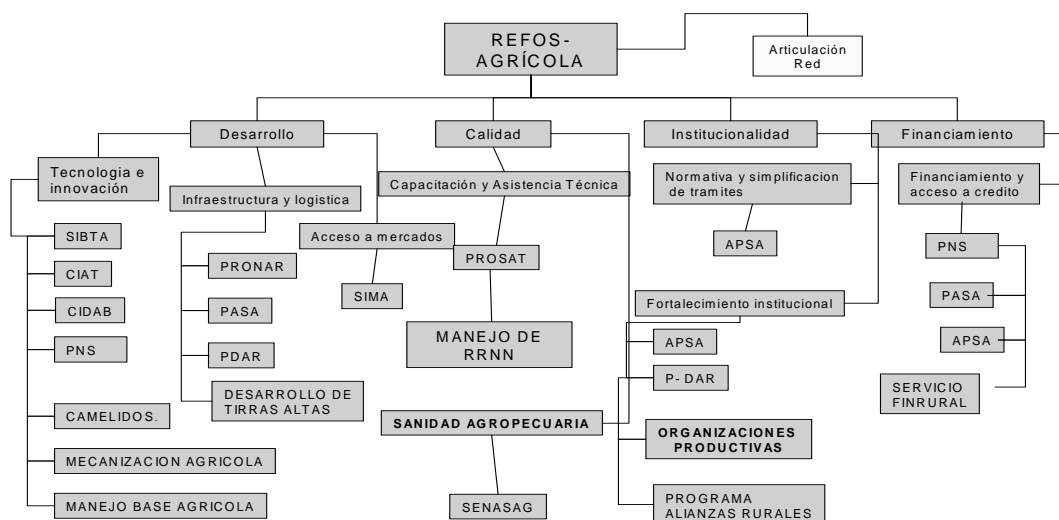 REFOS-
AGRÍCOLA
Articulación
Red
Desarrollo
Calidad
Institucionalidad
Financiamiento
Tecnologia e
innovación
Infraestructura y logistica
Acceso a mercados
SIBTA
CIAT
CIDAB
PNS
CAMELIDOS.
MECANIZACION AGRICOLA
MANEJO BASE AGRICOLA
PRONAR
PASA
PDAR
DESARROLLO DE
TIRRAS ALTAS
SIMA
Capacitación y Asistencia Técnica
PROSAT
MANEJO DE
RRNN
SANIDAD AGROPECUARIA
SENASAG
Normativa y simplificacion
de tramites
APSA
Fortalecimiento institucional
APSA
P- DAR
ORGANIZACIONES
PRODUCTIVAS
PROGRAMA
ALIANZAS RURALES
Financiamiento y
acceso a credito
PNS
PASA
APSA
SERVICIO
FINRURAL